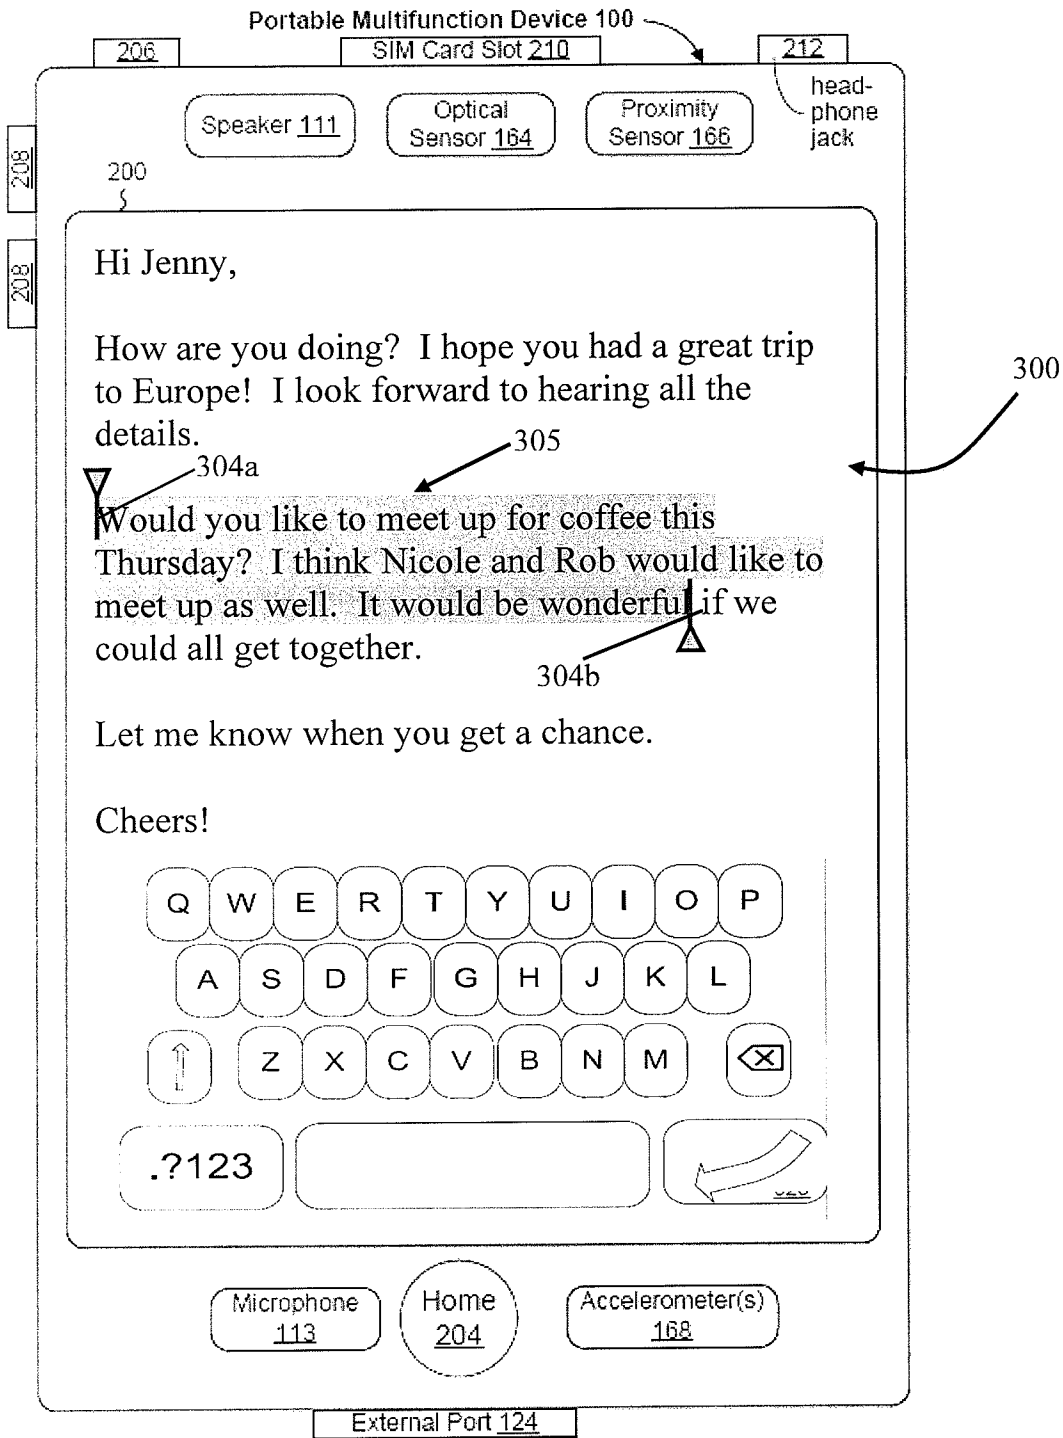 Portable Multifunction Device 100
206
SIM Card Slot 210
212
head-
phone
jack
Speaker 111
Optical
Sensor 164
Proximity
Sensor 166
208
200
208
Hi Jenny,
How are you doing?  I hope you had a great trip
to Europe!  I look forward to hearing all the
details.
300
305
304a
Would you like to meet up for coffee this
Thursday?  I think Nicole and Rob would like to
meet up as well.  It would be wonderful if we
could all get together.
304b
Let me know when you get a chance.
Cheers!
Q W E R T Y U I O P
A S D F G H J K L
Z X C V B N M
.?123
Microphone
113
Home
204
Accelerometer(s)
168
External Port 124